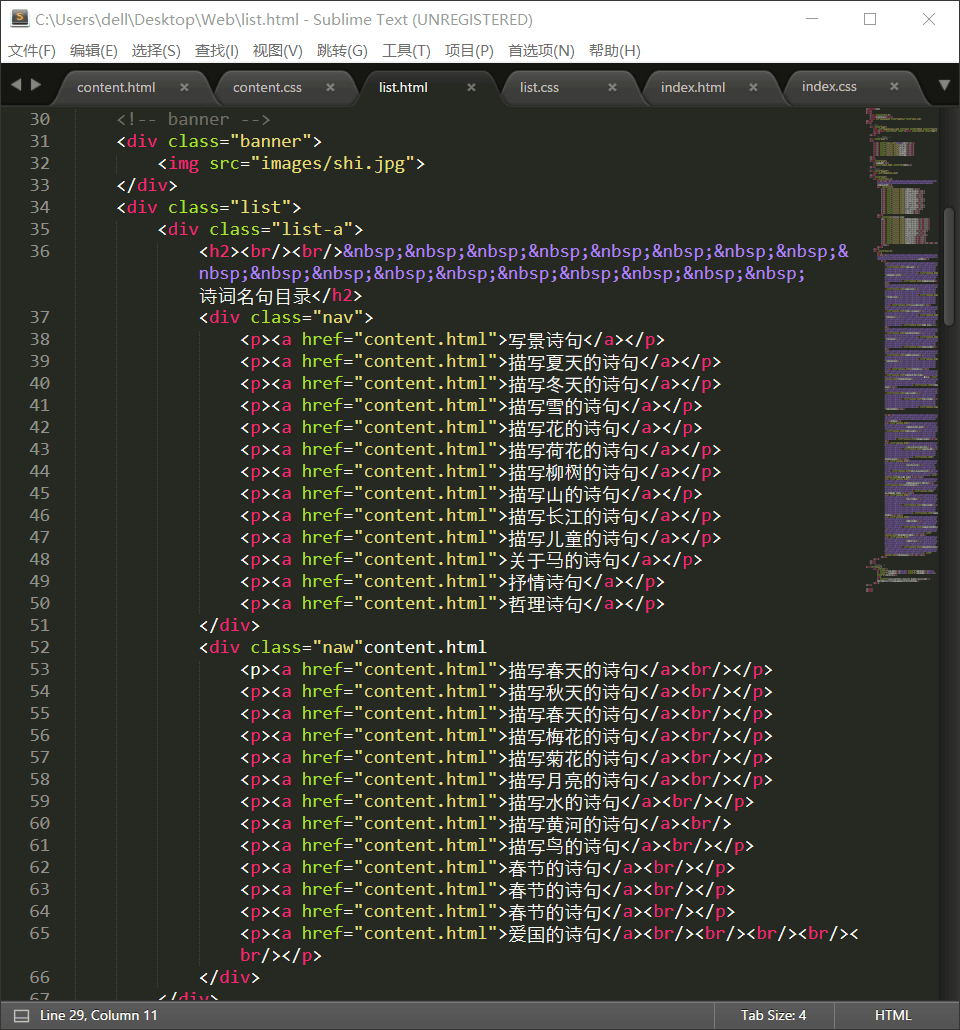 C:\Users\dell\Desktop\Web\list.html - Sublime Text (UNREGISTERED)
文件(F) 编辑(E) 选择(S) 查找(I) 视图(V) 跳转(G) 工具(T) 项目(P) 首选项(N) 帮助(H)
content.html × content.css × list.html × list.css × index.html × index.css ×
30 <!-- banner -->
31 <div class="banner">
32 <img src="images/shi.jpg">
33 </div>
34 <div class="list">
35 <div class="list-a">
36 <h2><br/><br/>&nbsp;&nbsp;&nbsp;&nbsp;&nbsp;&nbsp;&nbsp;&nbsp;&
nbsp;&nbsp;&nbsp;&nbsp;&nbsp;&nbsp;&nbsp;&nbsp;&nbsp;&nbsp;
诗词名句目录</h2>
37 <div class="nav">
38 <p><a href="content.html">写景诗句</a></p>
39 <p><a href="content.html">描写夏天的诗句</a></p>
40 <p><a href="content.html">描写冬天的诗句</a></p>
41 <p><a href="content.html">描写雪的诗句</a></p>
42 <p><a href="content.html">描写花的诗句</a></p>
43 <p><a href="content.html">描写荷花的诗句</a></p>
44 <p><a href="content.html">描写柳树的诗句</a></p>
45 <p><a href="content.html">描写山的诗句</a></p>
46 <p><a href="content.html">描写长江的诗句</a></p>
47 <p><a href="content.html">描写儿童的诗句</a></p>
48 <p><a href="content.html">关于马的诗句</a></p>
49 <p><a href="content.html">抒情诗句</a></p>
50 <p><a href="content.html">哲理诗句</a></p>
51 </div>
52 <div class="naw"content.html
53 <p><a href="content.html">描写春天的诗句</a><br/></p>
54 <p><a href="content.html">描写秋天的诗句</a><br/></p>
55 <p><a href="content.html">描写春天的诗句</a><br/></p>
56 <p><a href="content.html">描写梅花的诗句</a><br/></p>
57 <p><a href="content.html">描写菊花的诗句</a><br/></p>
58 <p><a href="content.html">描写月亮的诗句</a><br/></p>
59 <p><a href="content.html">描写水的诗句</a><br/></p>
60 <p><a href="content.html">描写黄河的诗句</a><br/>
61 <p><a href="content.html">描写鸟的诗句</a><br/></p>
62 <p><a href="content.html">春节的诗句</a><br/></p>
63 <p><a href="content.html">春节的诗句</a><br/></p>
64 <p><a href="content.html">春节的诗句</a><br/></p>
65 <p><a href="content.html">爱国的诗句</a><br/><br/><br/><br/><
br/></p>
66 </div>
67 </div>
Line 29, Column 11 Tab Size: 4 HTML